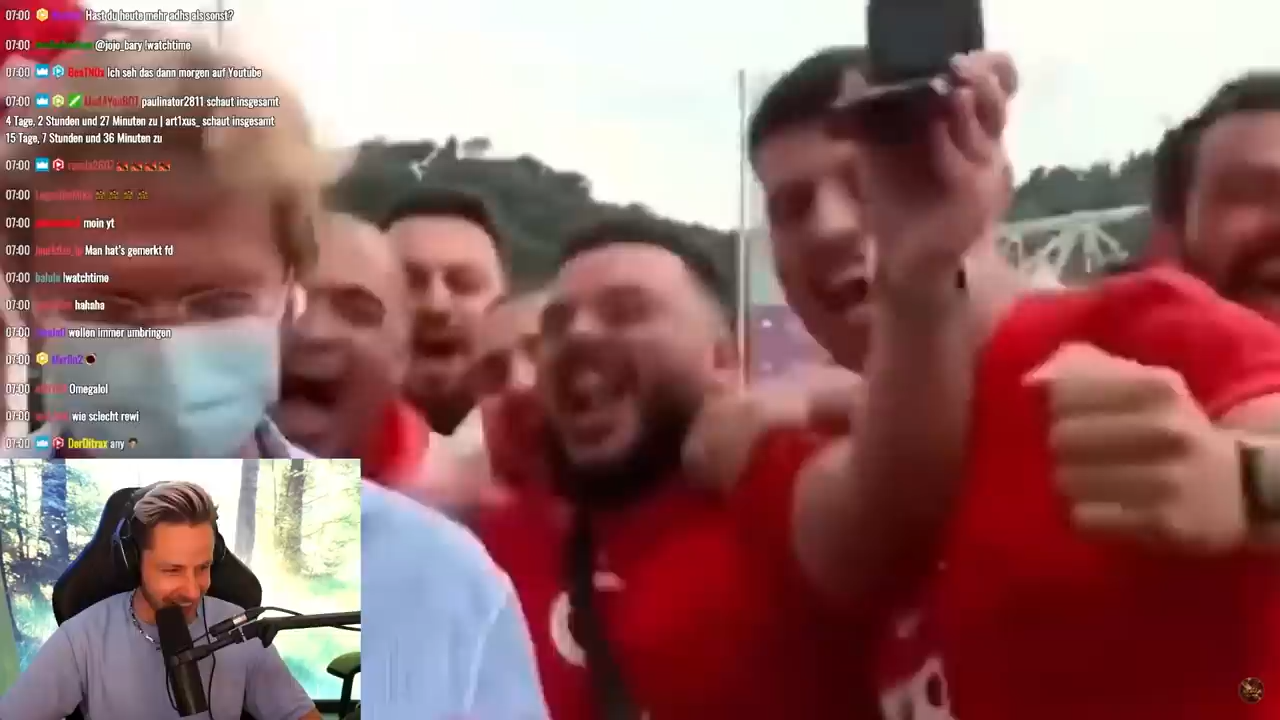 07:00 Hast du heute mehr adhs als sonst?
07:00 @jojo_bary !watchtime
07:00 BesTNOx Ich seh das dann morgen auf Youtube
07:00 paulinator2811 schaut insgesamt
4 Tage, 2 Stunden und 27 Minuten zu | art1xus_ schaut insgesamt
15 Tage, 7 Stunden und 36 Minuten zu
07:00
07:00
07:00 moin yt
07:00 Man hat's gemerkt fd
07:00 balulu !watchtime
07:00 hahaha
07:00 wollen immer umbringen
07:00 Merlin2
07:00 Omegalol
07:00 wie sclecht rewi
07:00 DerDitrax any